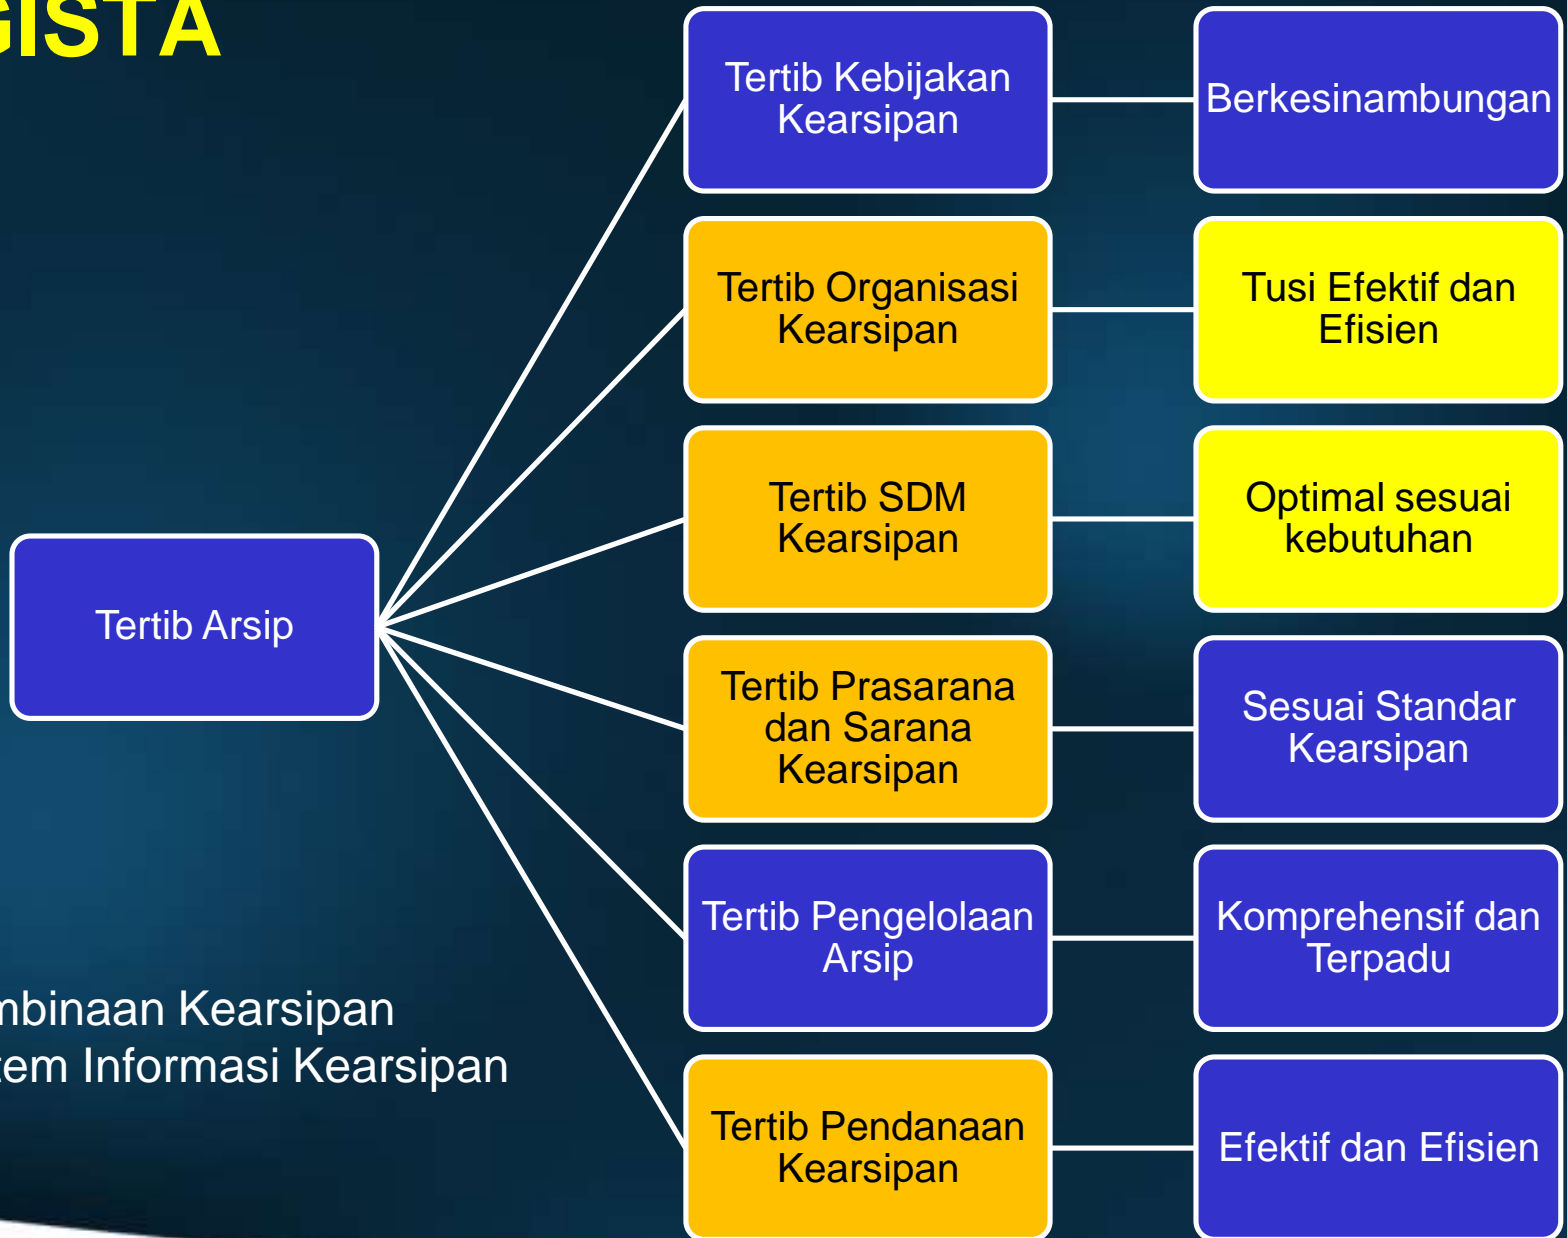 GISTA
Tertib Kebijakan
Kearsipan
Berkesinambungan
Tertib Organisasi
Kearsipan
Tusi Efektif dan
Efisien
Tertib SDM
Kearsipan
Optimal sesuai
kebutuhan
Tertib Arsip
Tertib Prasarana
dan Sarana
Kearsipan
Sesuai Standar
Kearsipan
Tertib Pengelolaan
Arsip
Komprehensif dan
Terpadu
mbinaan Kearsipan
tem Informasi Kearsipan
Tertib Pendanaan
Kearsipan
Efektif dan Efisien